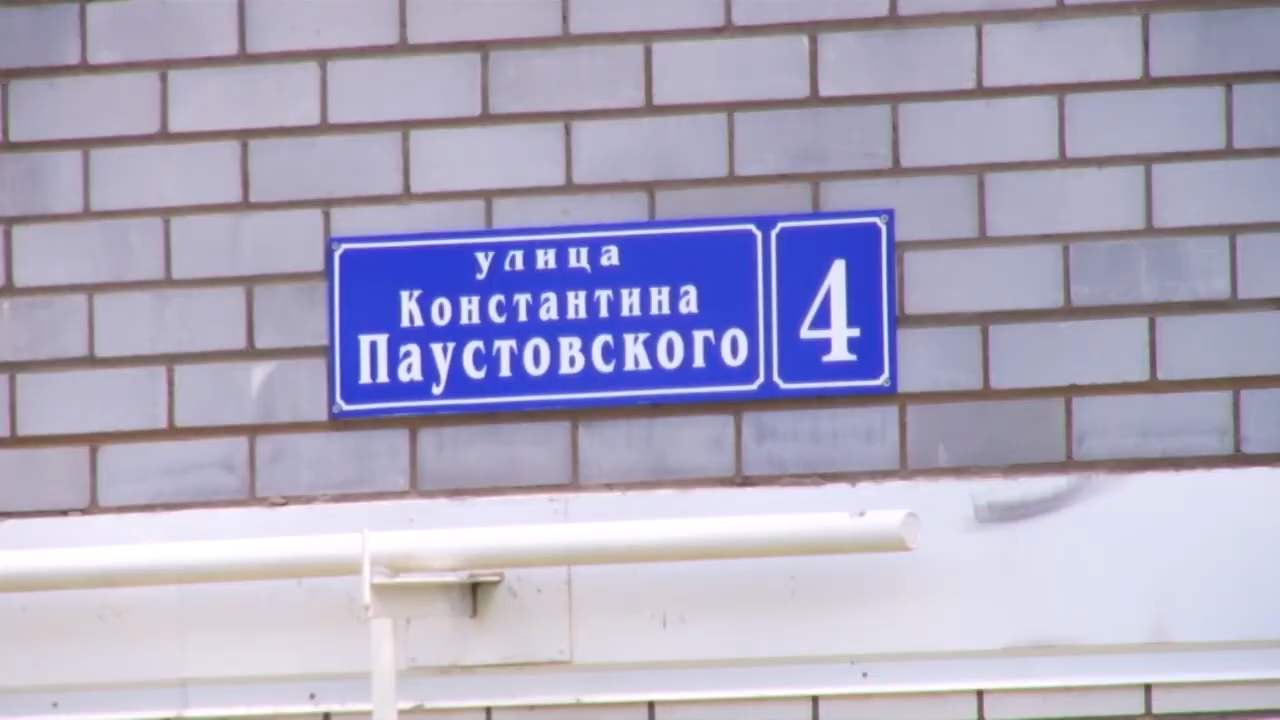 улица
Константина
Паустовского
4